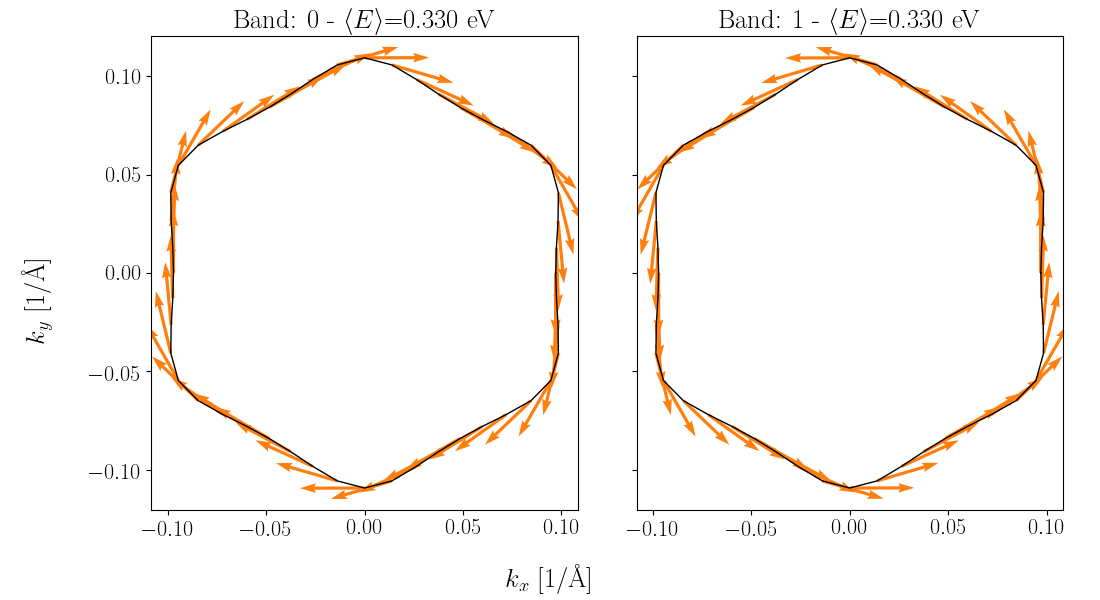 Band: 0 - ⟨E⟩=0.330 eV
Band: 1 - ⟨E⟩=0.330 eV
0.10
0.05
0.00
−0.05
−0.10
k_y [1/Å]
−0.10 −0.05 0.00 0.05 0.10
−0.10 −0.05 0.00 0.05 0.10
k_x [1/Å]